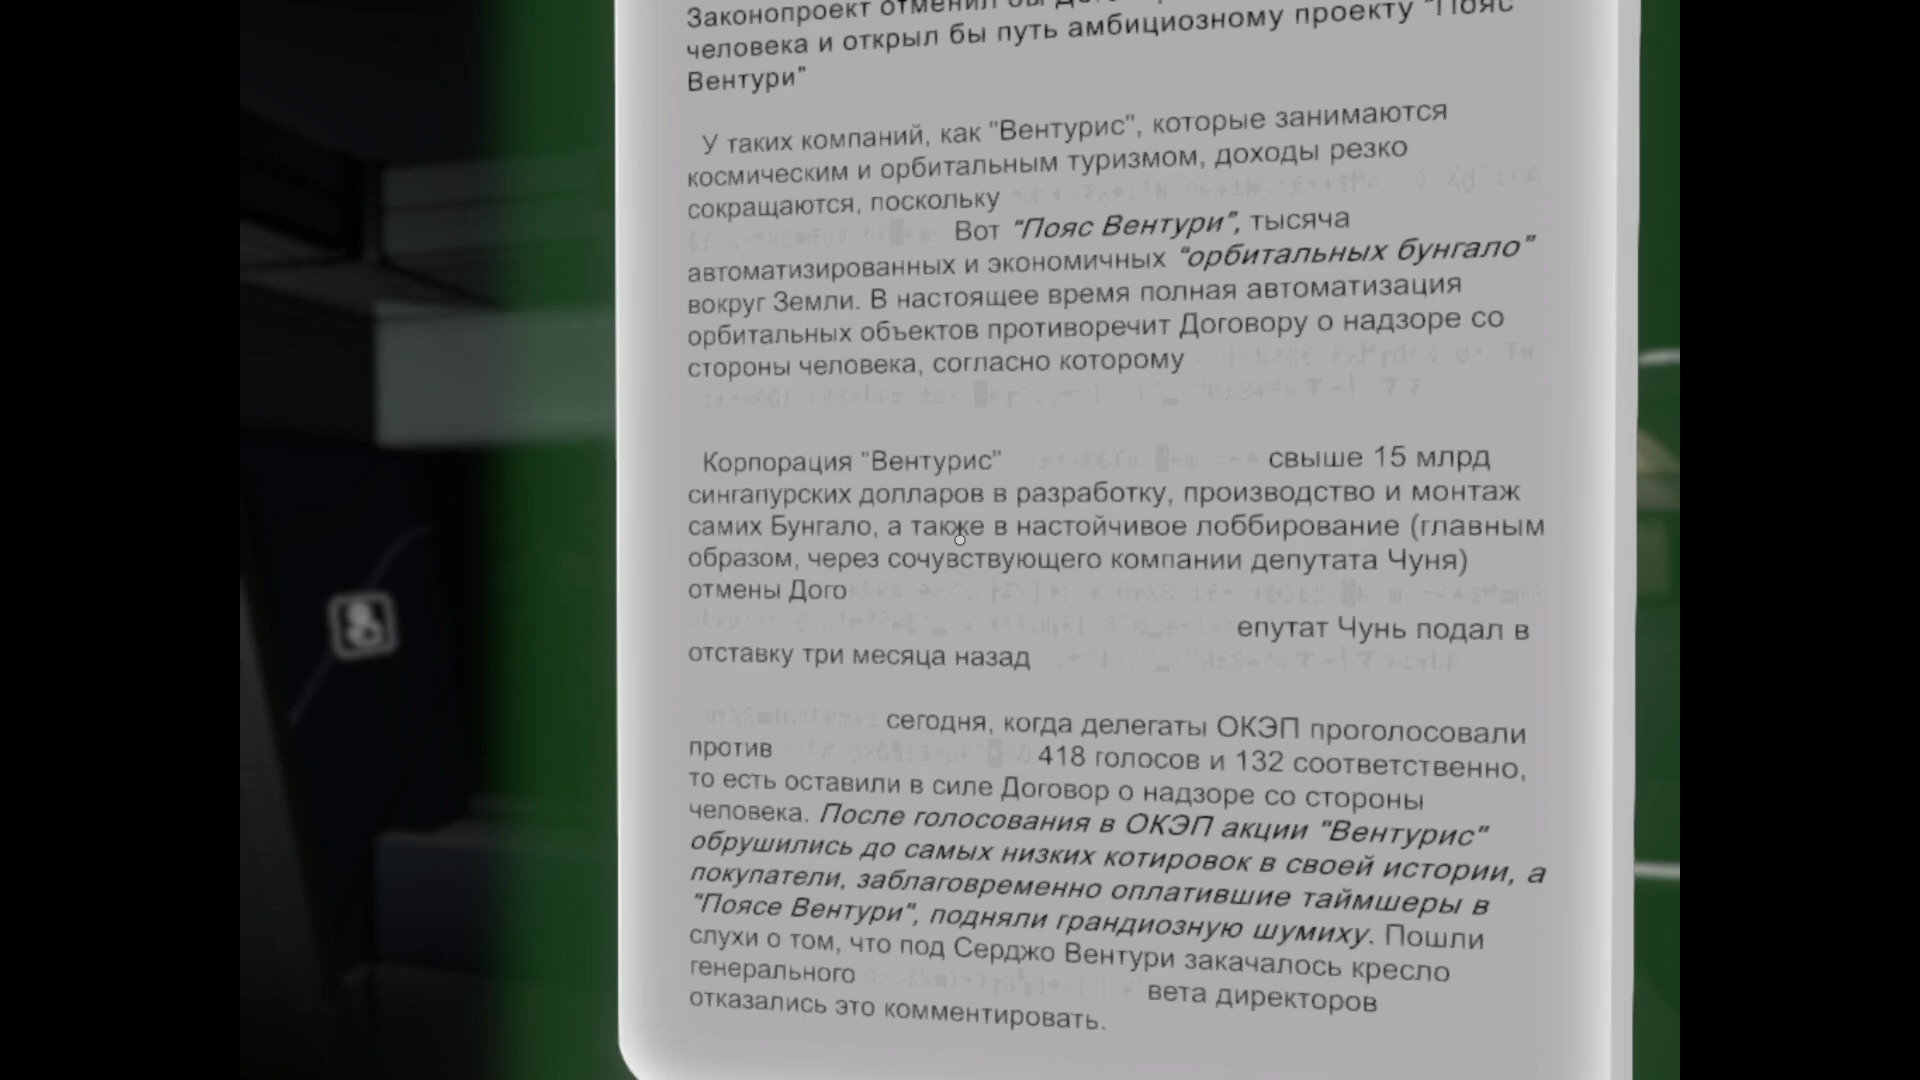 Законопроект отменил бы
человека и открыл бы путь амбициозному проекту "Пояс
Вентури"
У таких компаний, как "Вентурис", которые занимаются
космическим и орбитальным туризмом, доходы резко
сокращаются, поскольку
Вот "Пояс Вентури", тысяча
автоматизированных и экономичных "орбитальных бунгало"
вокруг Земли. В настоящее время полная автоматизация
орбитальных объектов противоречит Договору о надзоре со
стороны человека, согласно которому
Корпорация "Вентурис" свыше 15 млрд
сингапурских долларов в разработку, производство и монтаж
самих Бунгало, а также в настойчивое лоббирование (главным
образом, через сочувствующего компании депутата Чуня)
отмены Дого
епутат Чунь подал в
отставку три месяца назад
сегодня, когда делегаты ОКЭП проголосовали
против 418 голосов и 132 соответственно,
то есть оставили в силе Договор о надзоре со стороны
человека. После голосования в ОКЭП акции "Вентурис"
обрушились до самых низких котировок в своей истории, а
покупатели, заблаговременно оплатившие таймшеры в
"Поясе Вентури", подняли грандиозную шумиху. Пошли
слухи о том, что под Серджо Вентури закачалось кресло
генерального вета директоров
отказались это комментировать.